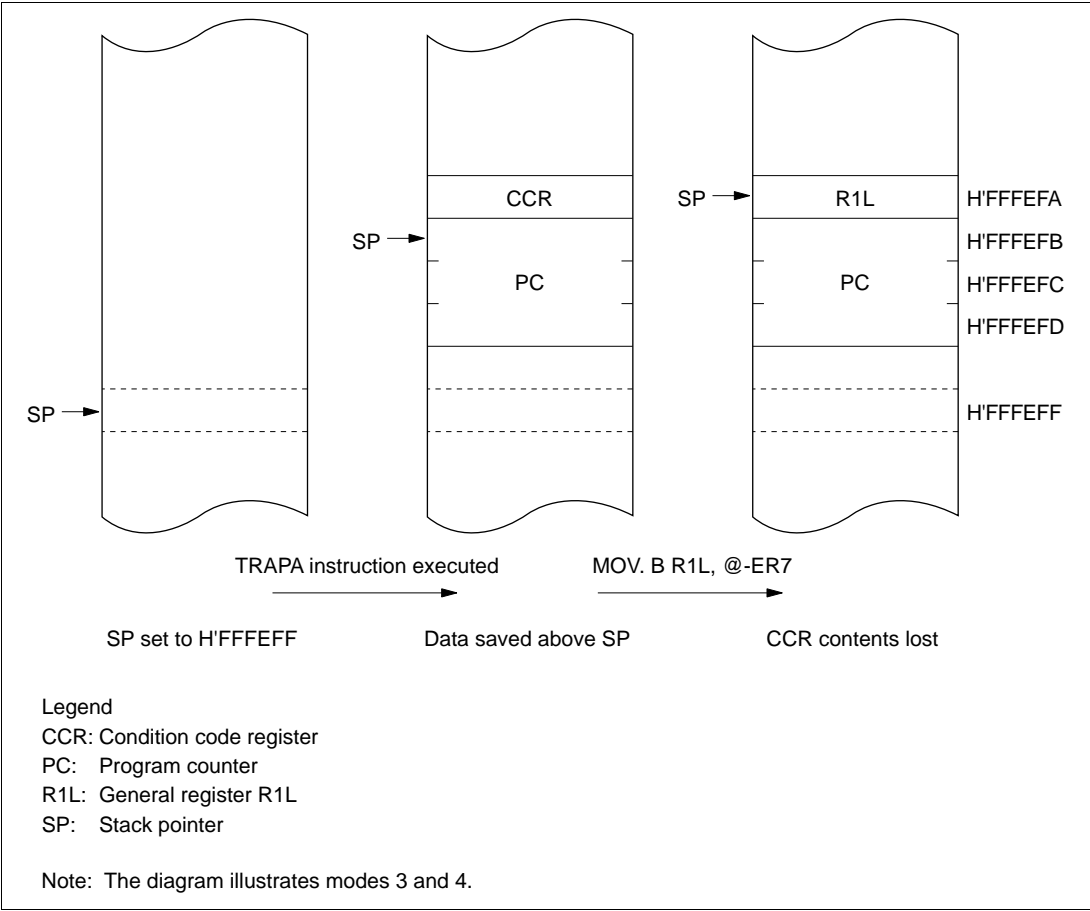 CCR
SP
R1L
H'FFFEFA
SP
H'FFFEFB
PC
PC
H'FFFEFC
H'FFFEFD
SP
H'FFFEFF
TRAPA instruction executed
MOV. B R1L, @-ER7
SP set to H'FFFEFF
Data saved above SP
CCR contents lost
Legend
CCR: Condition code register
PC: Program counter
R1L: General register R1L
SP: Stack pointer
Note: The diagram illustrates modes 3 and 4.